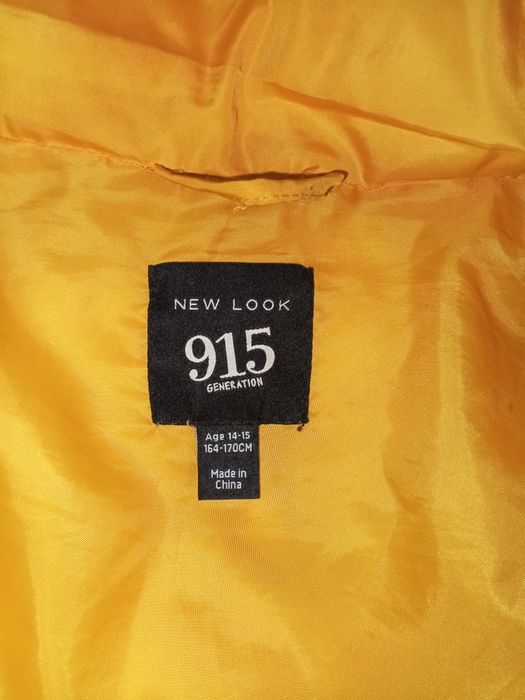 NEW LOOK
915
GENERATION
Age 14-15
164-170CM
Made in
China